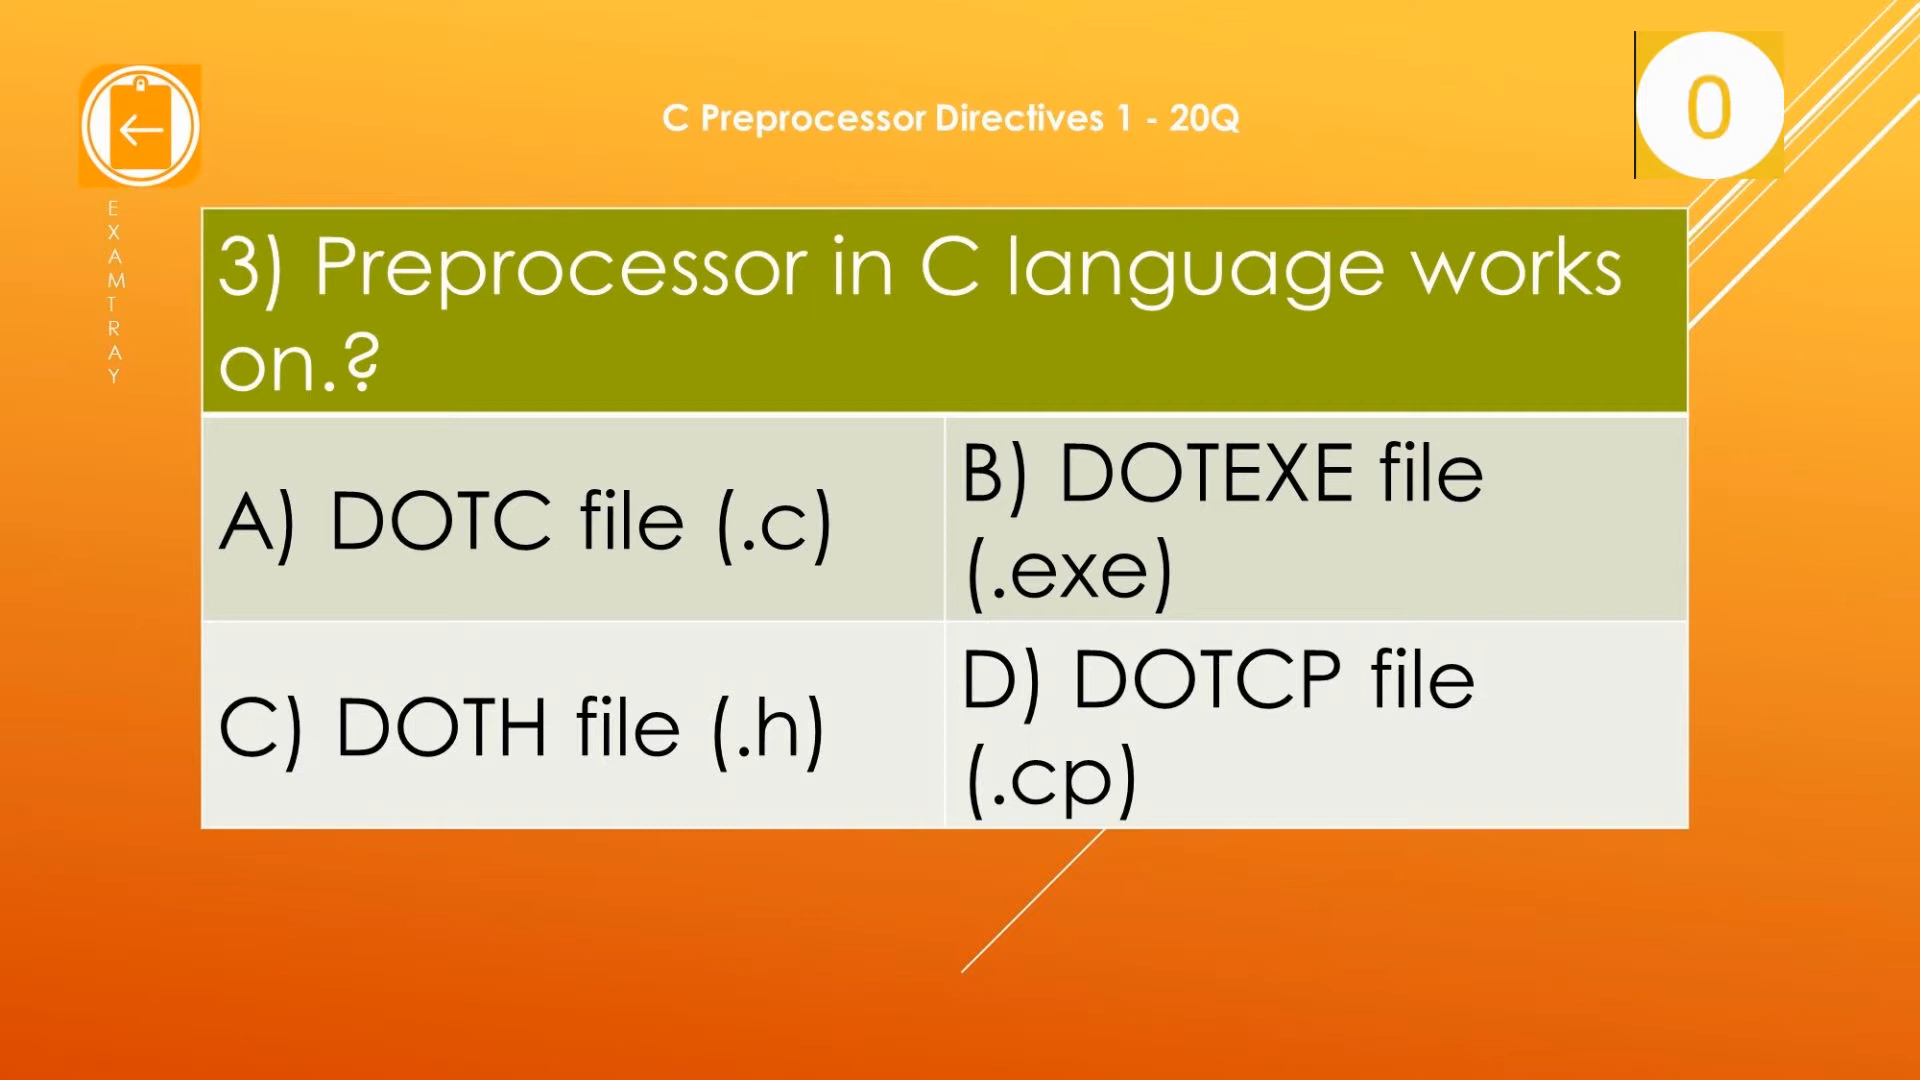 C Preprocessor Directives 1 - 20Q
0
E
X
A
M
T
R
A
Y
3) Preprocessor in C language works
on.?
A) DOTC file (.c)
B) DOTEXE file
(.exe)
C) DOTH file (.h)
D) DOTCP file
(.cp)